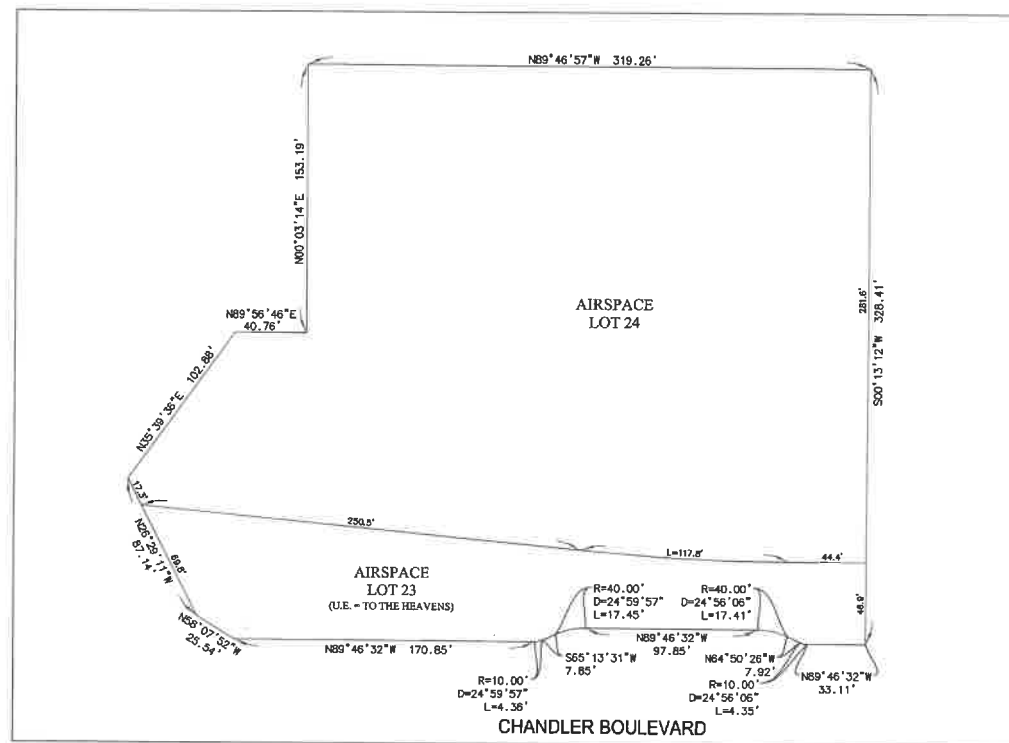 N89°46'57"W 319.26'
N00°03'14"E 153.19'
N89°56'46"E
40.76'
AIRSPACE
LOT 24
281.6'
S00°13'12"W 328.41'
N35°39'36"E 102.88'
17.3'
N26°29'11"W
87.14'
69.8'
250.5'
L=117.8'
44.4'
46.9'
AIRSPACE
LOT 23
(U.E. = TO THE HEAVENS)
R=40.00'
D=24°59'57"
L=17.45'
R=40.00'
D=24°56'06"
L=17.41'
N58°07'52"W
25.54'
N89°46'32"W 170.85'
N89°46'32"W
97.85'
S65°13'31"W
7.85'
N64°50'26"W
7.92'
N89°46'32"W
33.11'
R=10.00'
D=24°59'57"
L=4.36'
R=10.00'
D=24°56'06"
L=4.35'
CHANDLER BOULEVARD